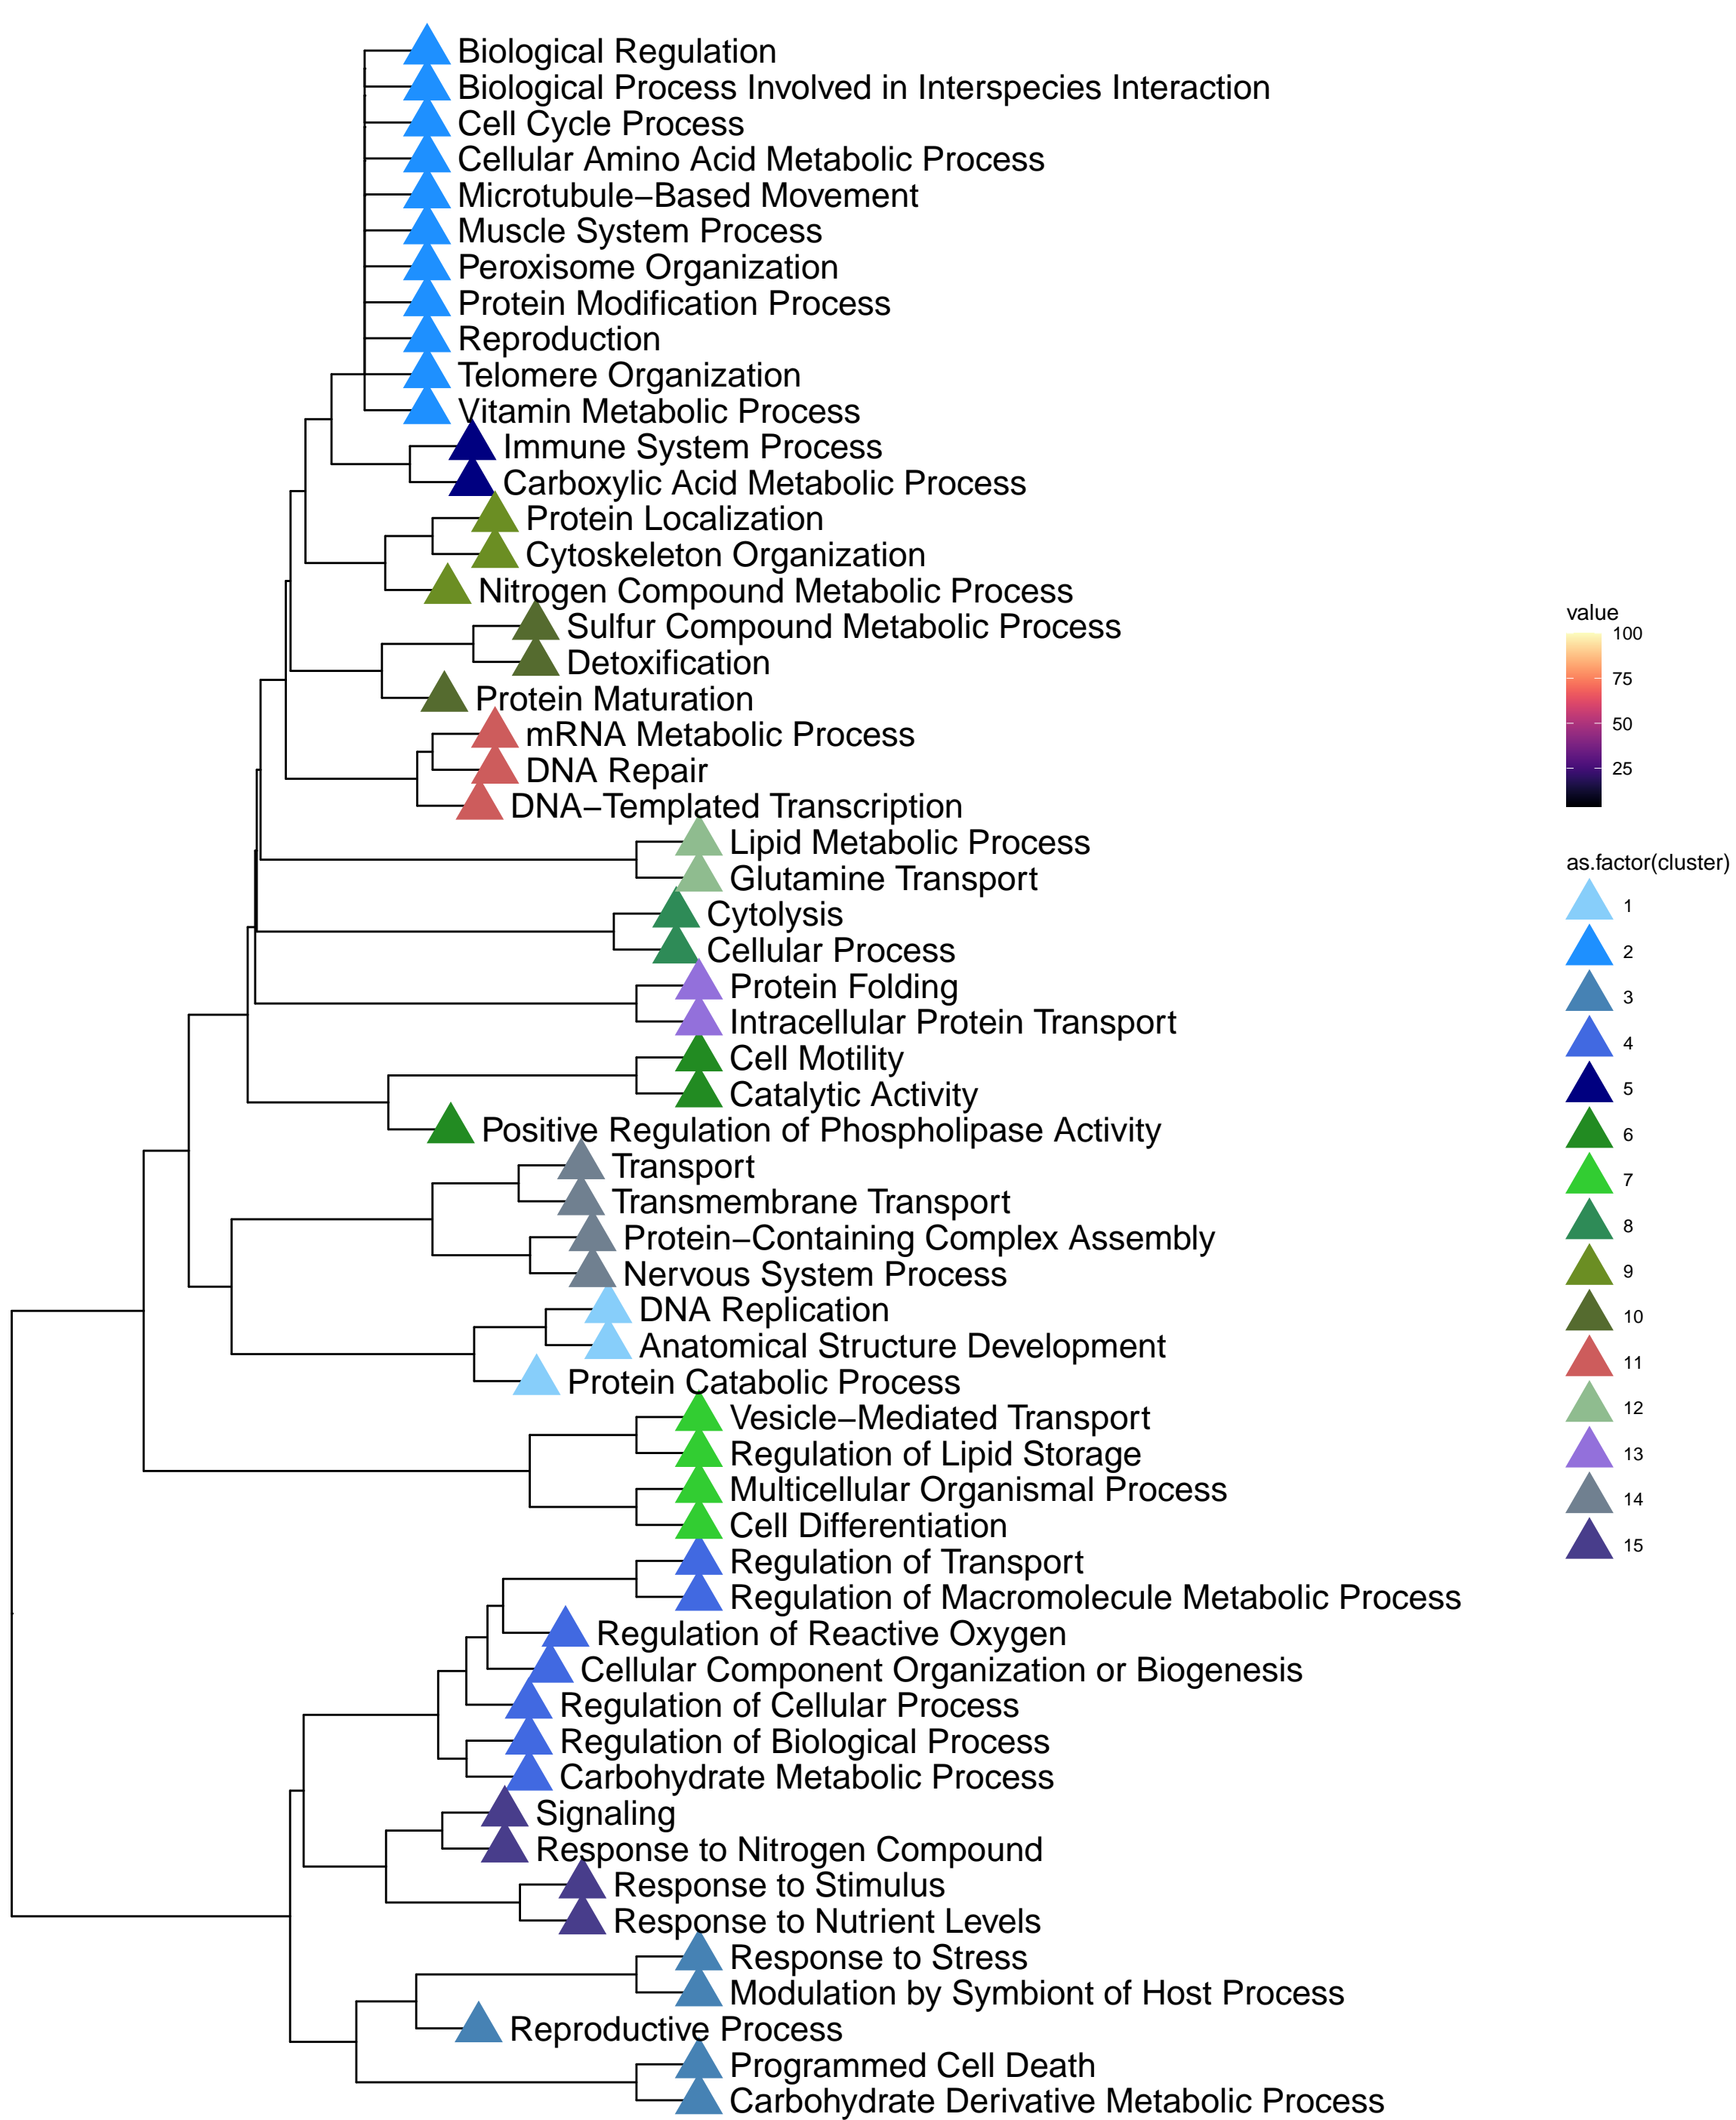 Biological Regulation
Biological Process Involved in Interspecies Interaction
Cell Cycle Process
Cellular Amino Acid Metabolic Process
Microtubule−Based Movement
Muscle System Process
Peroxisome Organization
Protein Modification Process
Reproduction
Telomere Organization
Vitamin Metabolic Process
Immune System Process
Carboxylic Acid Metabolic Process
Protein Localization
Cytoskeleton Organization
Nitrogen Compound Metabolic Process
Sulfur Compound Metabolic Process
Detoxification
Protein Maturation
mRNA Metabolic Process
DNA Repair
DNA−Templated Transcription
Lipid Metabolic Process
Glutamine Transport
Cytolysis
Cellular Process
Protein Folding
Intracellular Protein Transport
Cell Motility
Catalytic Activity
Positive Regulation of Phospholipase Activity
Transport
Transmembrane Transport
Protein−Containing Complex Assembly
Nervous System Process
DNA Replication
Anatomical Structure Development
Protein Catabolic Process
Vesicle−Mediated Transport
Regulation of Lipid Storage
Multicellular Organismal Process
Cell Differentiation
Regulation of Transport
Regulation of Macromolecule Metabolic Process
Regulation of Reactive Oxygen
Cellular Component Organization or Biogenesis
Regulation of Cellular Process
Regulation of Biological Process
Carbohydrate Metabolic Process
Signaling
Response to Nitrogen Compound
Response to Stimulus
Response to Nutrient Levels
Response to Stress
Modulation by Symbiont of Host Process
Reproductive Process
Programmed Cell Death
Carbohydrate Derivative Metabolic Process
value
100
75
50
25
as.factor(cluster)
1
2
3
4
5
6
7
8
9
10
11
12
13
14
15